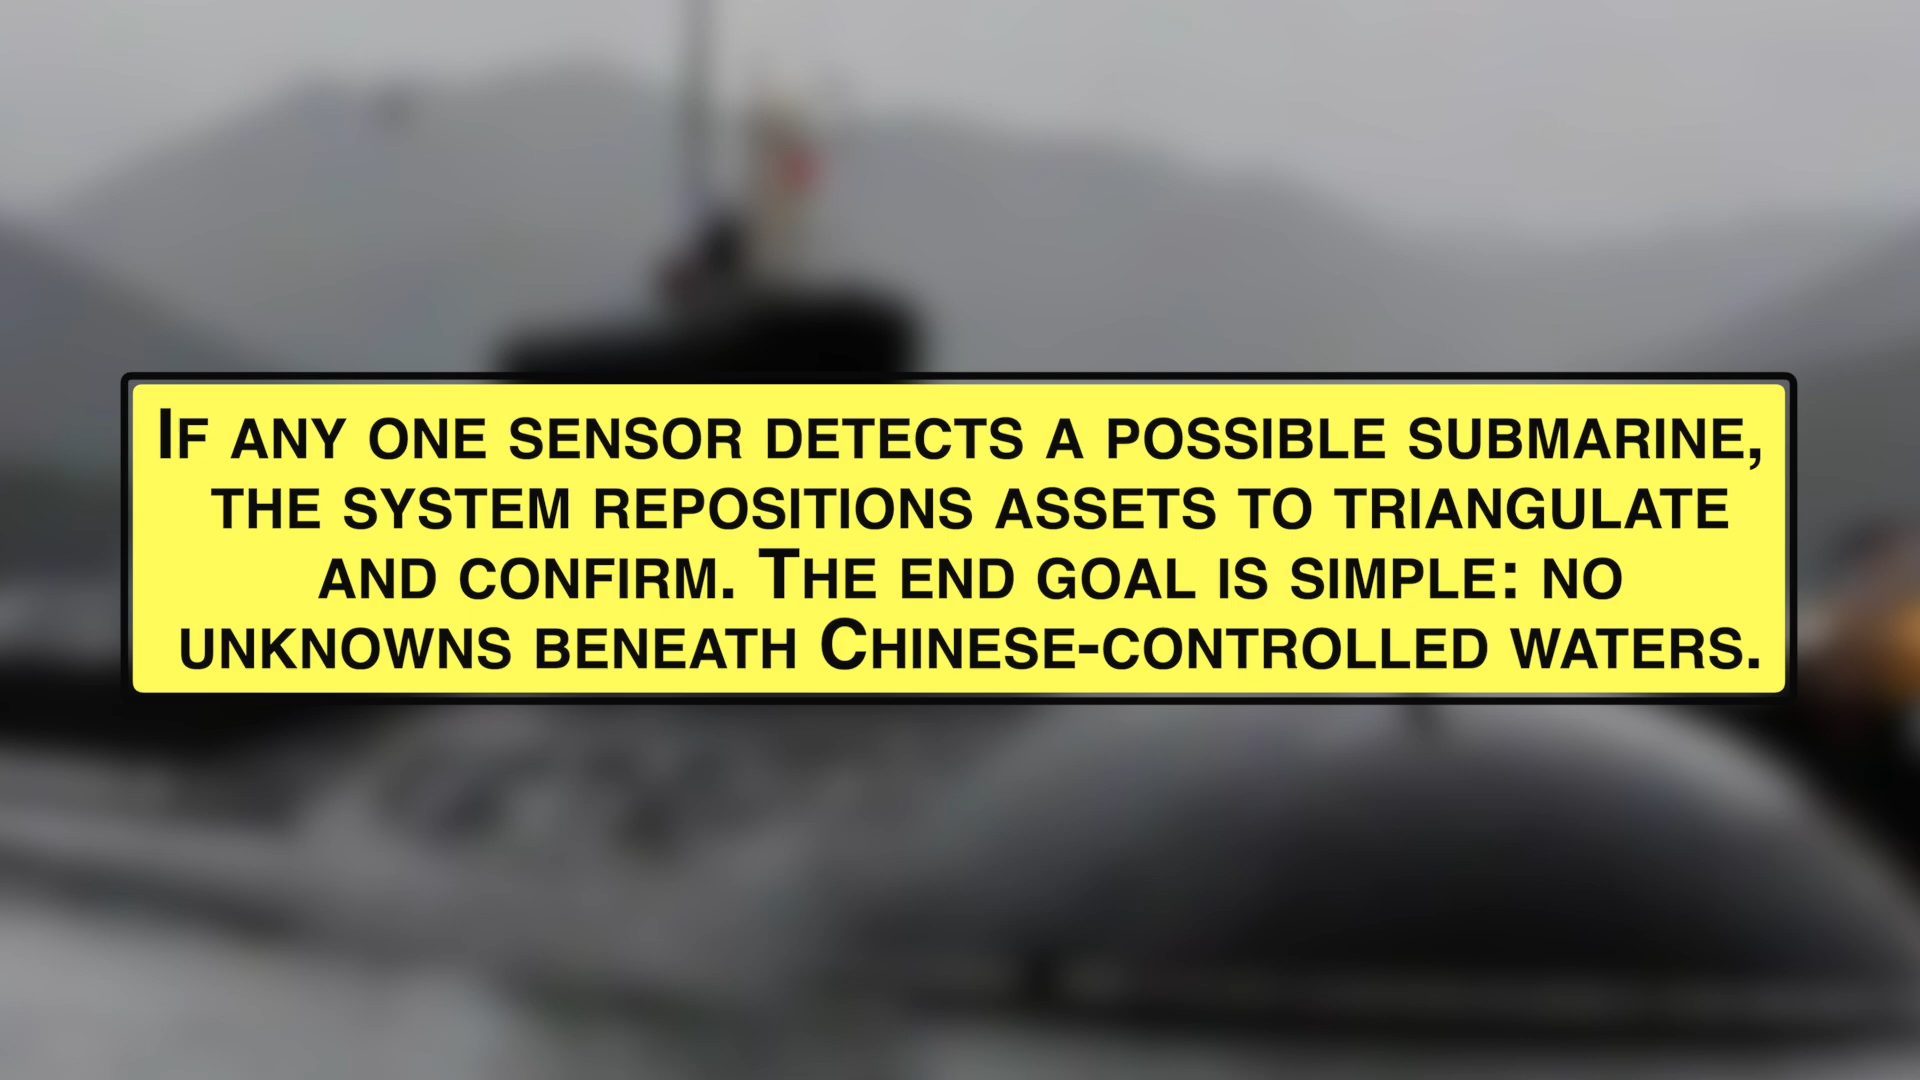 If any one sensor detects a possible submarine,
the system repositions assets to triangulate
and confirm. The end goal is simple: no
unknowns beneath Chinese-controlled waters.